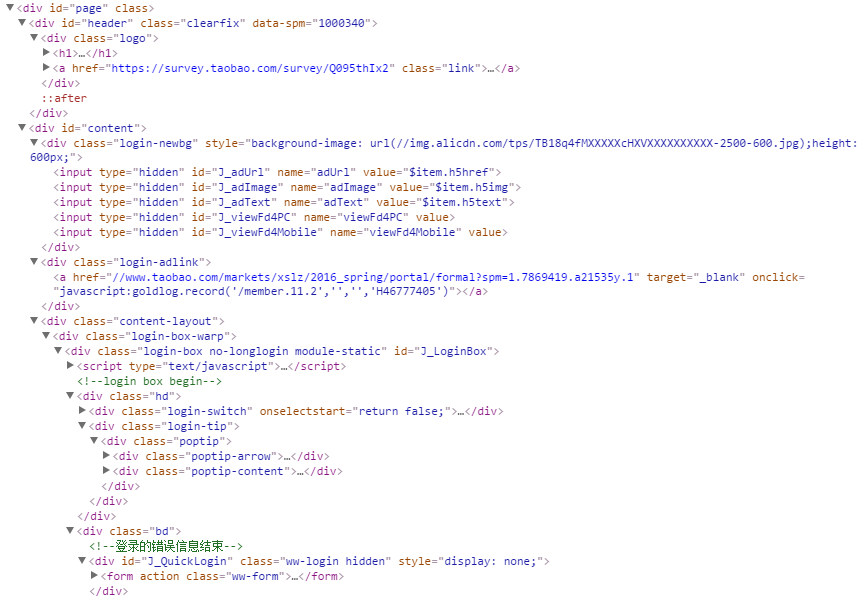 <div id="page" class>
<div id="header" class="clearfix" data-spm="1000340">
<div class="logo">
<h1>…</h1>
<a href="https://survey.taobao.com/survey/Q095thIx2" class="link">…</a>
</div>
::after
</div>
<div id="content">
<div class="login-newbg" style="background-image: url(//img.alicdn.com/tps/TB18q4fMXXXXXcHXVXXXXXXXXXX-2500-600.jpg);height:
600px;">
<input type="hidden" id="J_adUrl" name="adUrl" value="$item.h5href">
<input type="hidden" id="J_adImage" name="adImage" value="$item.h5img">
<input type="hidden" id="J_adText" name="adText" value="$item.h5text">
<input type="hidden" id="J_viewFd4PC" name="viewFd4PC" value>
<input type="hidden" id="J_viewFd4Mobile" name="viewFd4Mobile" value>
</div>
<div class="login-adlink">
<a href="//www.taobao.com/markets/xslz/2016_spring/portal/formal?spm=1.7869419.a21535y.1" target="_blank" onclick=
"javascript:goldlog.record('/member.11.2','','','H46777405')"></a>
</div>
<div class="content-layout">
<div class="login-box-warp">
<div class="login-box no-longlogin module-static" id="J_LoginBox">
<script type="text/javascript">…</script>
<!--login box begin-->
<div class="hd">
<div class="login-switch" onselectstart="return false;">…</div>
<div class="login-tip">
<div class="poptip">
<div class="poptip-arrow">…</div>
<div class="poptip-content">…</div>
</div>
</div>
</div>
<div class="bd">
<!--登录的错误信息结束-->
<div id="J_QuickLogin" class="ww-login hidden" style="display: none;">
<form action class="ww-form">…</form>
</div>